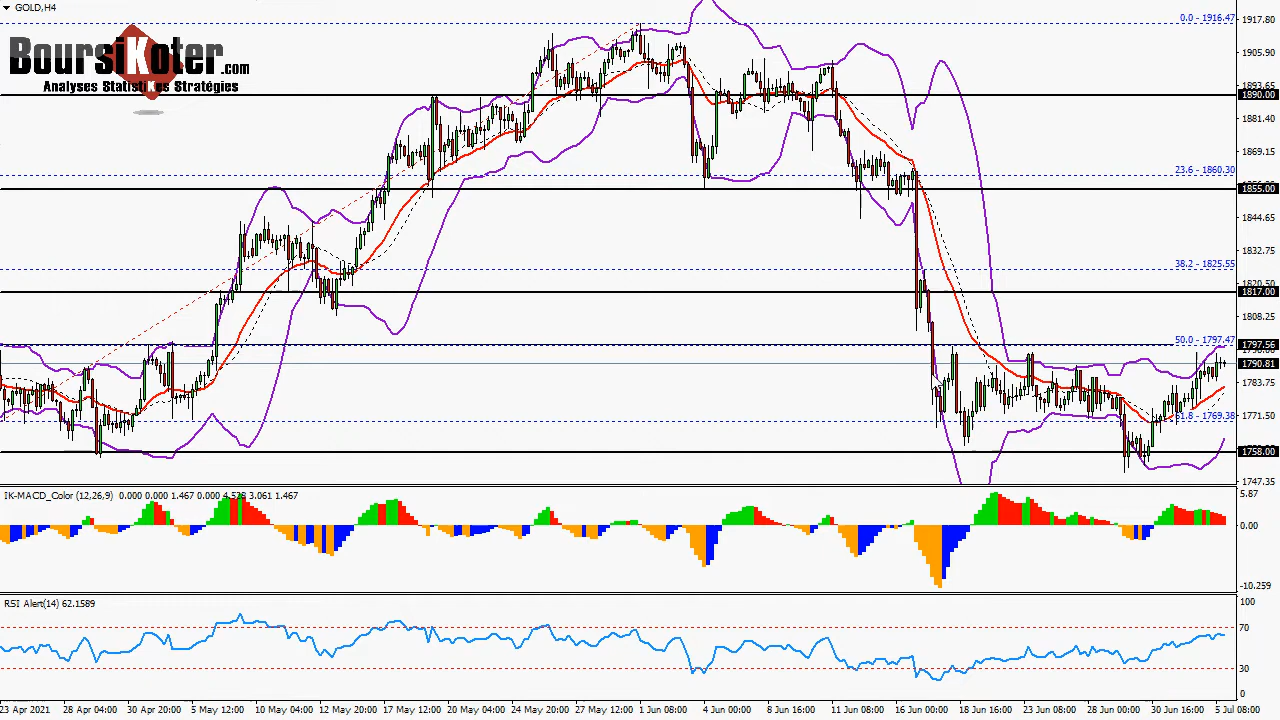 GOLD,H4
BoursiKoter.com
Analyses StatistiKes Stratégies
0.0 - 1916.47
1917.80
1905.90
1893.65
1890.00
1881.40
1869.15
23.6 - 1860.30
1855.00
1844.65
1832.75
38.2 - 1825.55
1820.50
1817.00
1808.25
50.0 - 1797.47
1797.56
1790.81
1783.75
61.8 - 1769.38
1771.50
1758.00
1747.35
IK-MACD_Color (12,26,9) 0.000 0.000 1.467 0.000 4.528 3.061 1.467
5.87
0.00
-10.259
RSI Alert(14) 62.1589
100
70
30
0
23 Apr 2021 28 Apr 04:00 30 Apr 20:00 5 May 12:00 10 May 04:00 12 May 20:00 17 May 12:00 20 May 04:00 24 May 20:00 27 May 12:00 1 Jun 08:00 4 Jun 00:00 8 Jun 16:00 11 Jun 08:00 16 Jun 00:00 18 Jun 16:00 23 Jun 08:00 28 Jun 00:00 30 Jun 16:00 5 Jul 08:00